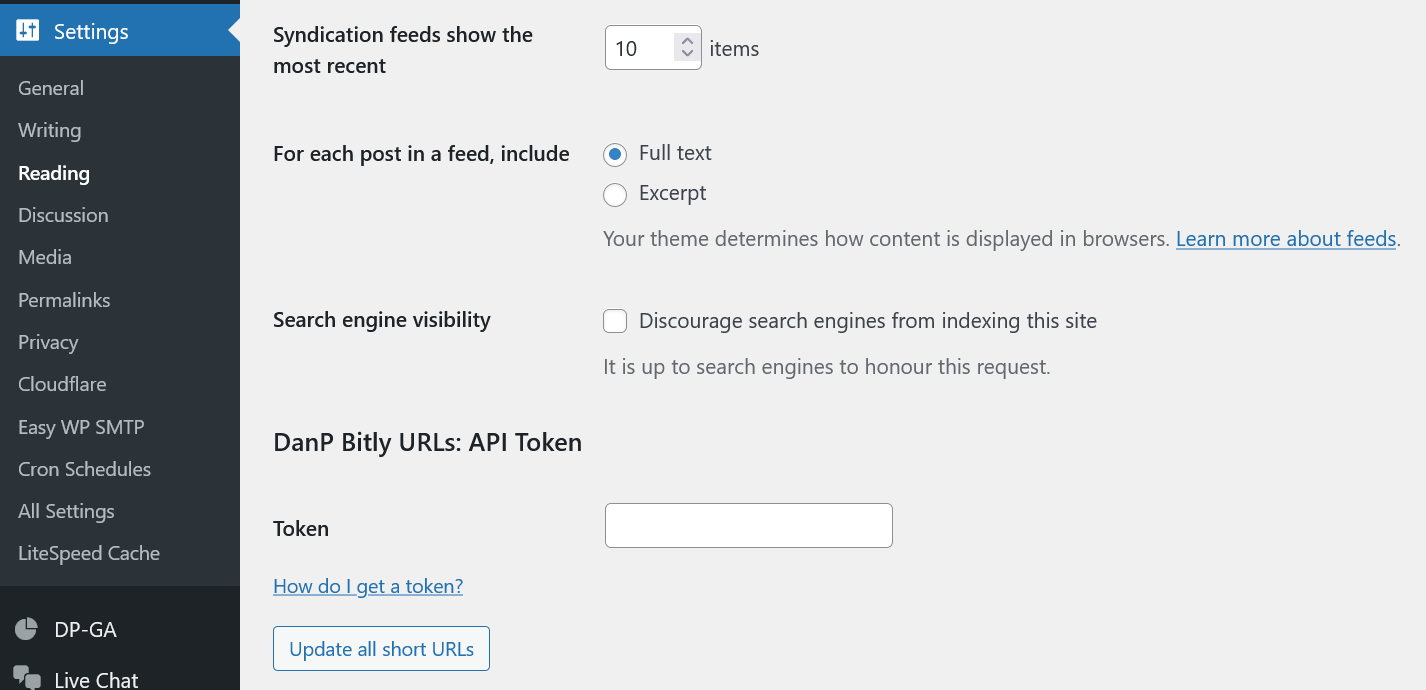 Settings
General
Writing
Reading
Discussion
Media
Permalinks
Privacy
Cloudflare
Easy WP SMTP
Cron Schedules
All Settings
LiteSpeed Cache
DP-GA
Live Chat
Syndication feeds show the
most recent
10 items
For each post in a feed, include
Full text
Excerpt
Your theme determines how content is displayed in browsers. Learn more about feeds.
Search engine visibility
Discourage search engines from indexing this site
It is up to search engines to honour this request.
DanP Bitly URLs: API Token
Token
How do I get a token?
Update all short URLs